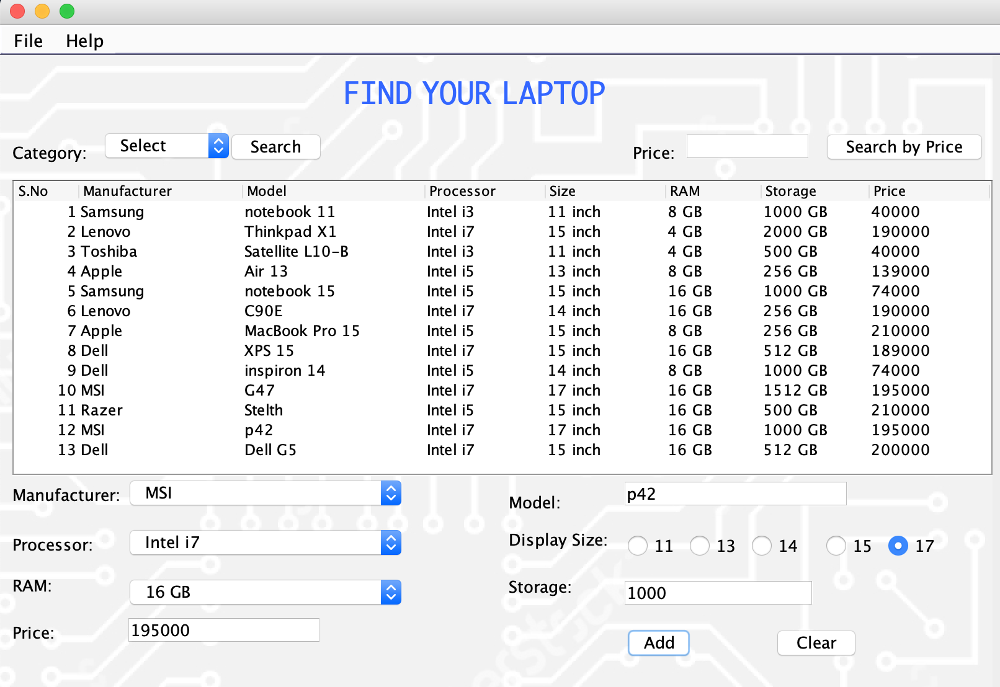 File Help
FIND YOUR LAPTOP
Category: Select Search Price: Search by Price
S.No Manufacturer Model Processor Size RAM Storage Price
1 Samsung notebook 11 Intel i3 11 inch 8 GB 1000 GB 40000
2 Lenovo Thinkpad X1 Intel i7 15 inch 4 GB 2000 GB 190000
3 Toshiba Satellite L10-B Intel i3 11 inch 4 GB 500 GB 40000
4 Apple Air 13 Intel i5 13 inch 8 GB 256 GB 139000
5 Samsung notebook 15 Intel i5 15 inch 16 GB 1000 GB 74000
6 Lenovo C90E Intel i7 14 inch 16 GB 256 GB 190000
7 Apple MacBook Pro 15 Intel i5 15 inch 8 GB 256 GB 210000
8 Dell XPS 15 Intel i7 15 inch 16 GB 512 GB 189000
9 Dell inspiron 14 Intel i5 14 inch 8 GB 1000 GB 74000
10 MSI G47 Intel i7 17 inch 16 GB 1512 GB 195000
11 Razer Stelth Intel i5 15 inch 16 GB 500 GB 210000
12 MSI p42 Intel i7 17 inch 16 GB 1000 GB 195000
13 Dell Dell G5 Intel i7 15 inch 16 GB 512 GB 200000
Manufacturer: MSI Model: p42
Processor: Intel i7 Display Size: 11 13 14 15 17
RAM: 16 GB Storage: 1000
Price: 195000 Add Clear